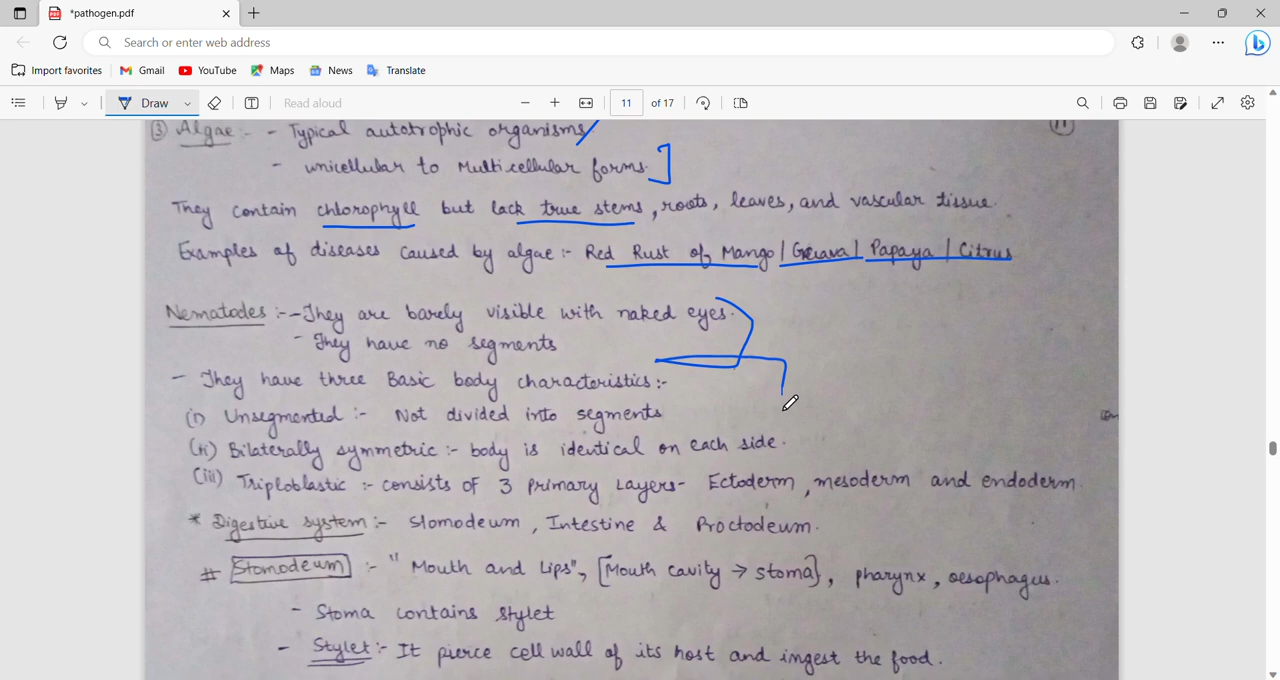 *pathogen.pdf
Search or enter web address
Import favorites Gmail YouTube Maps News Translate
Draw Read aloud 11 of 17
③ Algae :- - Typical autotrophic organisms 11
- unicellular to Multicellular forms.
They contain chlorophyll but lack true stems, roots, leaves, and vascular tissue.
Examples of diseases caused by algae :- Red Rust of Mango | Guava | Papaya | Citrus
Nematodes :- - They are barely visible with naked eyes.
- They have no segments
- They have three Basic body characteristics :-
(i) Unsegmented :- Not divided into segments
(ii) Bilaterally symmetric :- body is identical on each side.
(iii) Triploblastic :- consists of 3 primary Layers - Ectoderm, mesoderm and endoderm.
* Digestive system :- Stomodeum, Intestine & Proctodeum.
# Stomodeum :- "Mouth and Lips", [Mouth cavity → stoma}, pharynx, oesophagus.
- Stoma contains stylet
- Stylet :- It pierce cell wall of its host and ingest the food.